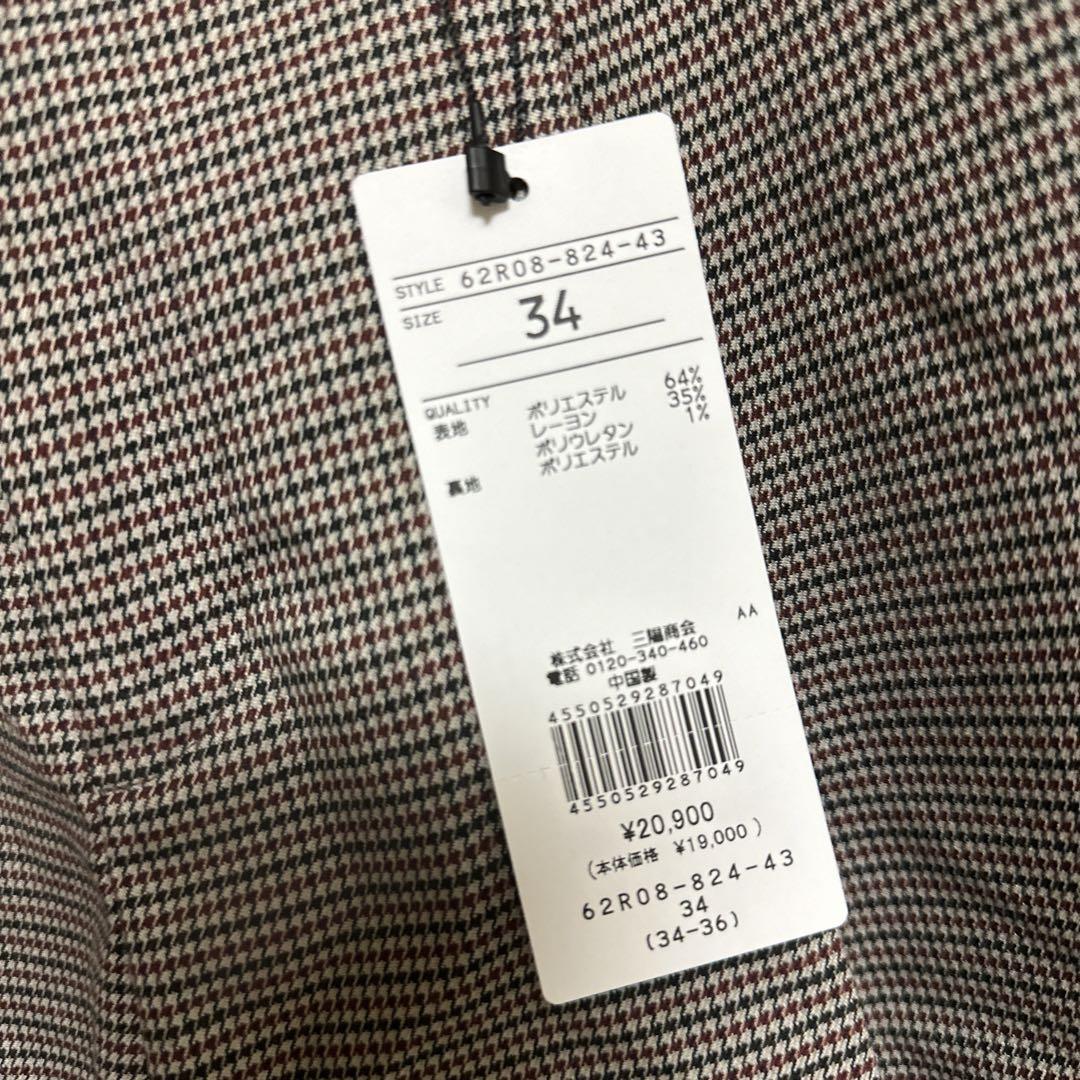 STYLE 62R08-824-43
SIZE 34
QUALITY
表地 ポリエステル 64%
レーヨン 35%
ポリウレタン 1%
裏地 ポリエステル
AA
株式会社 三陽商会
電話 0120-340-460
中国製
4550529287049
4550529287049
¥20,900
(本体価格 ¥19,000 )
62R08-824-43
34
(34-36)